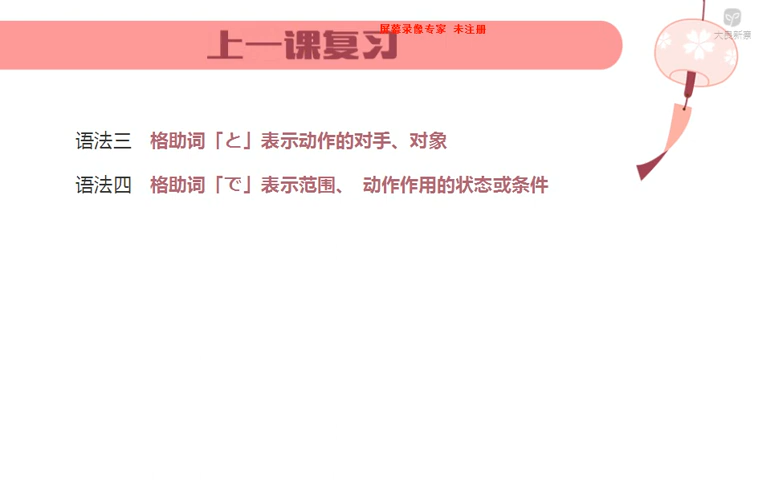 屏幕录像专家 未注册
上一课复习
语法三 格助词「と」表示动作的对手、对象
语法四 格助词「で」表示范围、 动作作用的状态或条件